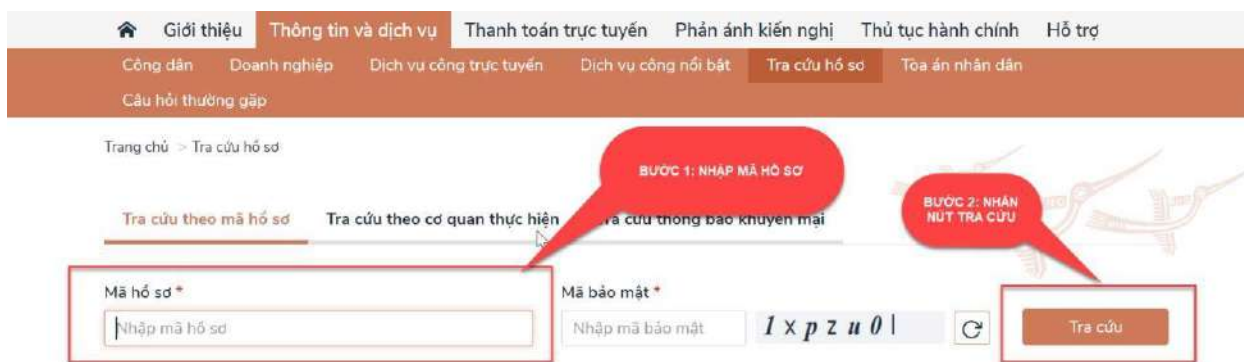 Giới thiệu Thông tin và dịch vụ Thanh toán trực tuyến Phản ánh kiến nghị Thủ tục hành chính Hỗ trợ
Công dân Doanh nghiệp Dịch vụ công trực tuyến Dịch vụ công nổi bật Tra cứu hồ sơ Tòa án nhân dân
Câu hỏi thường gặp
Trang chủ > Tra cứu hồ sơ
BƯỚC 1: NHẬP MÃ HỒ SƠ
BƯỚC 2: NHẤN
NÚT TRA CỨU
Tra cứu theo mã hồ sơ Tra cứu theo cơ quan thực hiện Tra cứu thông báo khuyến mại
Mã hồ sơ * Mã bảo mật *
Nhập mã hồ sơ Nhập mã bảo mật 1 x p z u 0 l Tra cứu